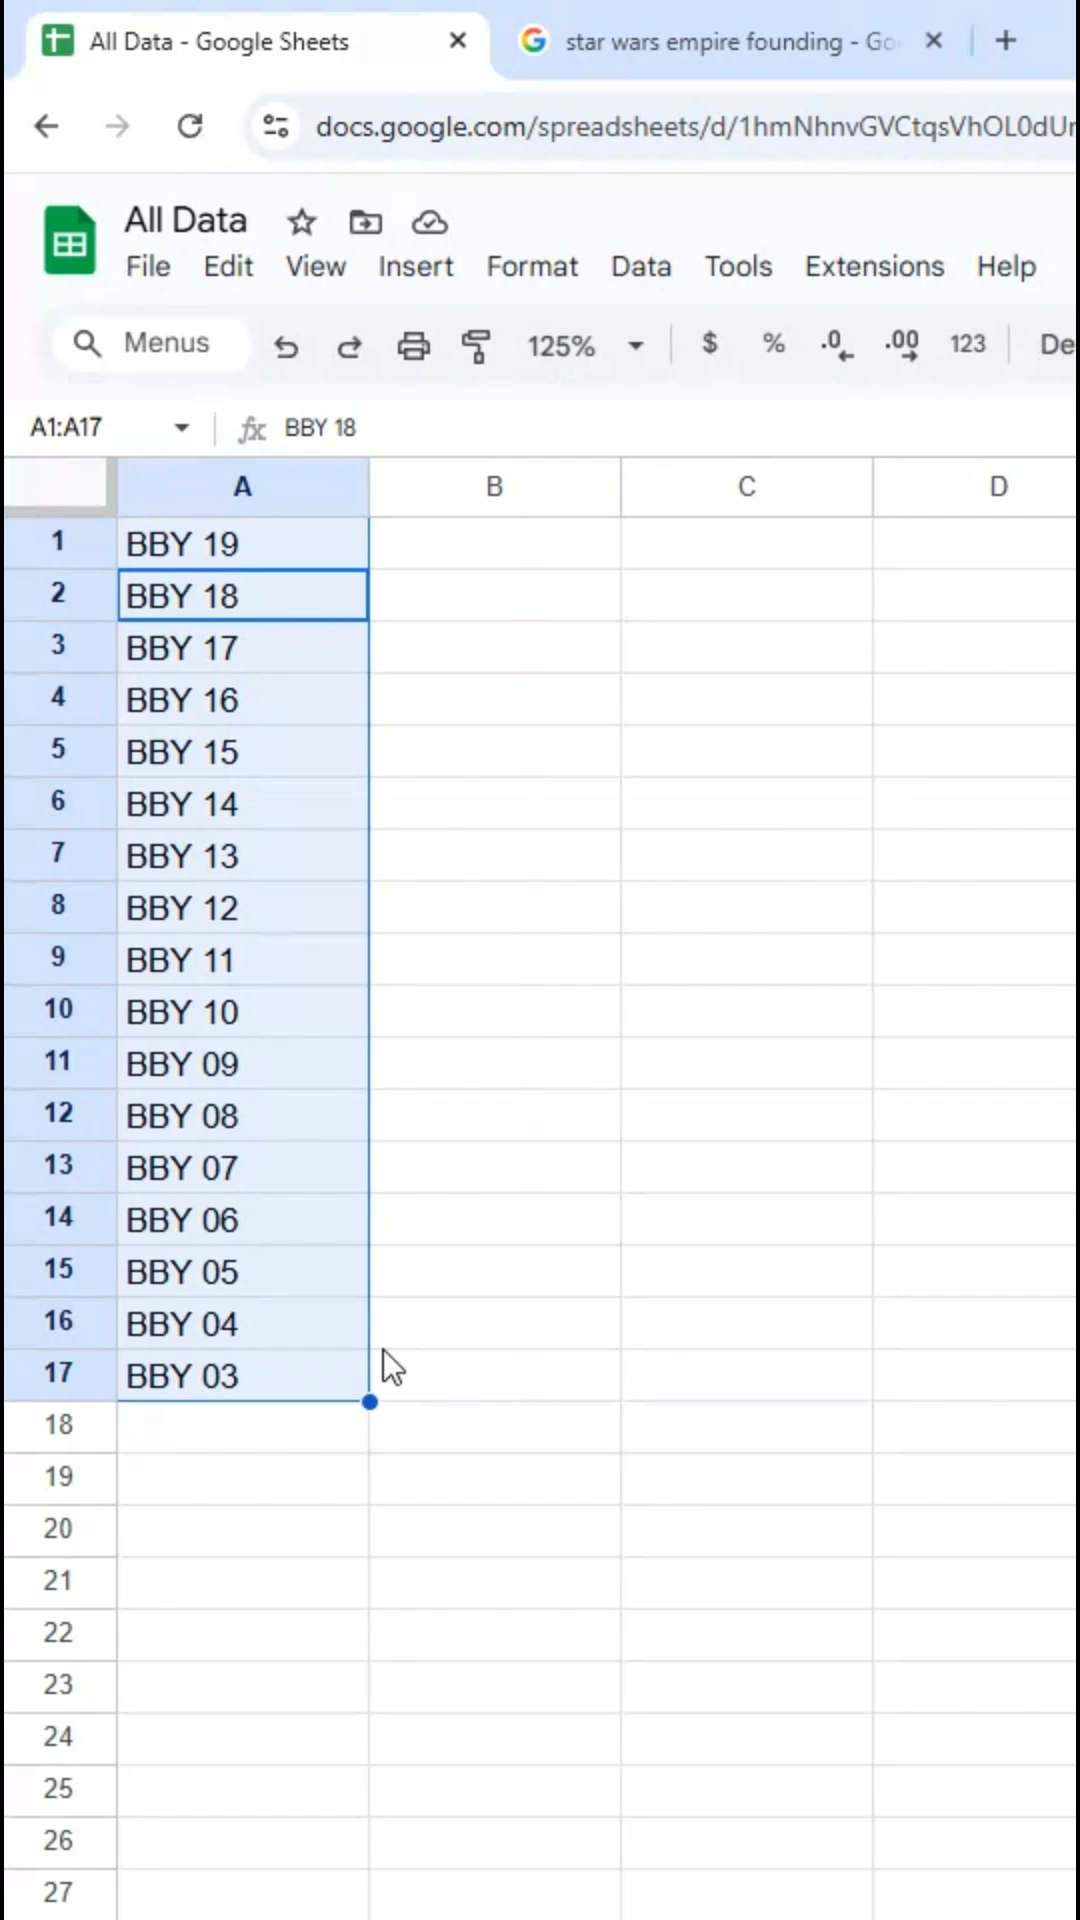 All Data - Google Sheets
star wars empire founding - Go
docs.google.com/spreadsheets/d/1hmNhnvGVCtqsVhOL0dUr
All Data
File Edit View Insert Format Data Tools Extensions Help
Menus 125% $ % .0 .00 123 De
A1:A17 fx BBY 18
A B C D
1 BBY 19
2 BBY 18
3 BBY 17
4 BBY 16
5 BBY 15
6 BBY 14
7 BBY 13
8 BBY 12
9 BBY 11
10 BBY 10
11 BBY 09
12 BBY 08
13 BBY 07
14 BBY 06
15 BBY 05
16 BBY 04
17 BBY 03
18
19
20
21
22
23
24
25
26
27